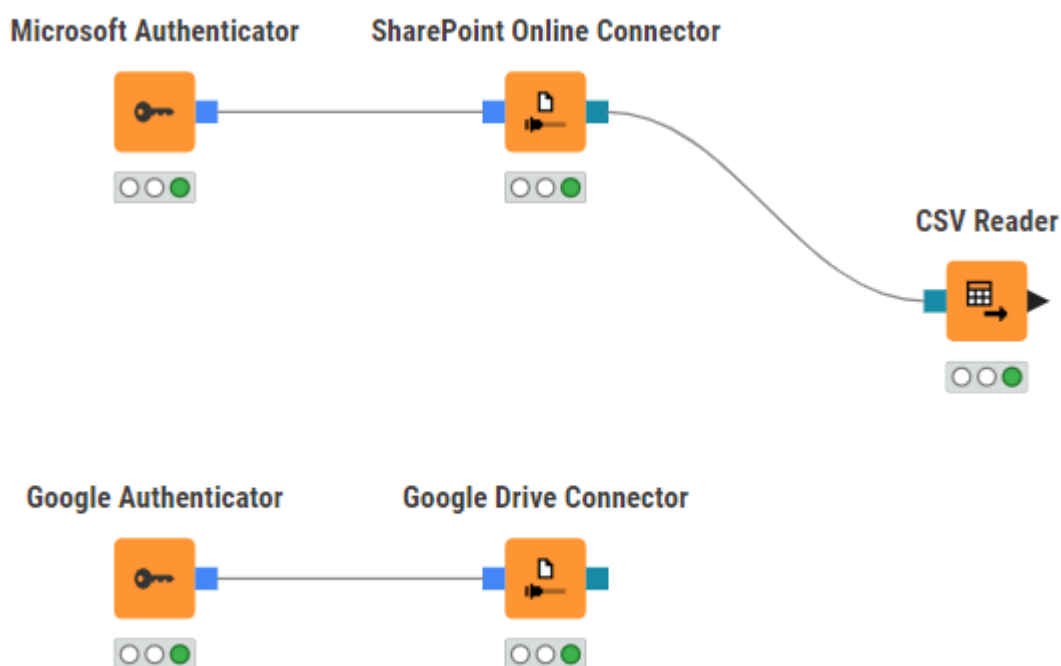 Microsoft Authenticator
SharePoint Online Connector
CSV Reader
Google Authenticator
Google Drive Connector